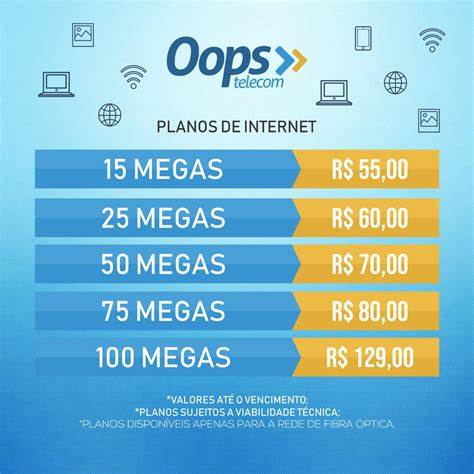 Oops
telecom
PLANOS DE INTERNET
15 MEGAS R$ 55,00
25 MEGAS R$ 60,00
50 MEGAS R$ 70,00
75 MEGAS R$ 80,00
100 MEGAS R$ 129,00
*VALORES ATÉ O VENCIMENTO;
*PLANOS SUJEITOS A VIABILIDADE TÉCNICA;
*PLANOS DISPONÍVEIS APENAS PARA A REDE DE FIBRA ÓPTICA.